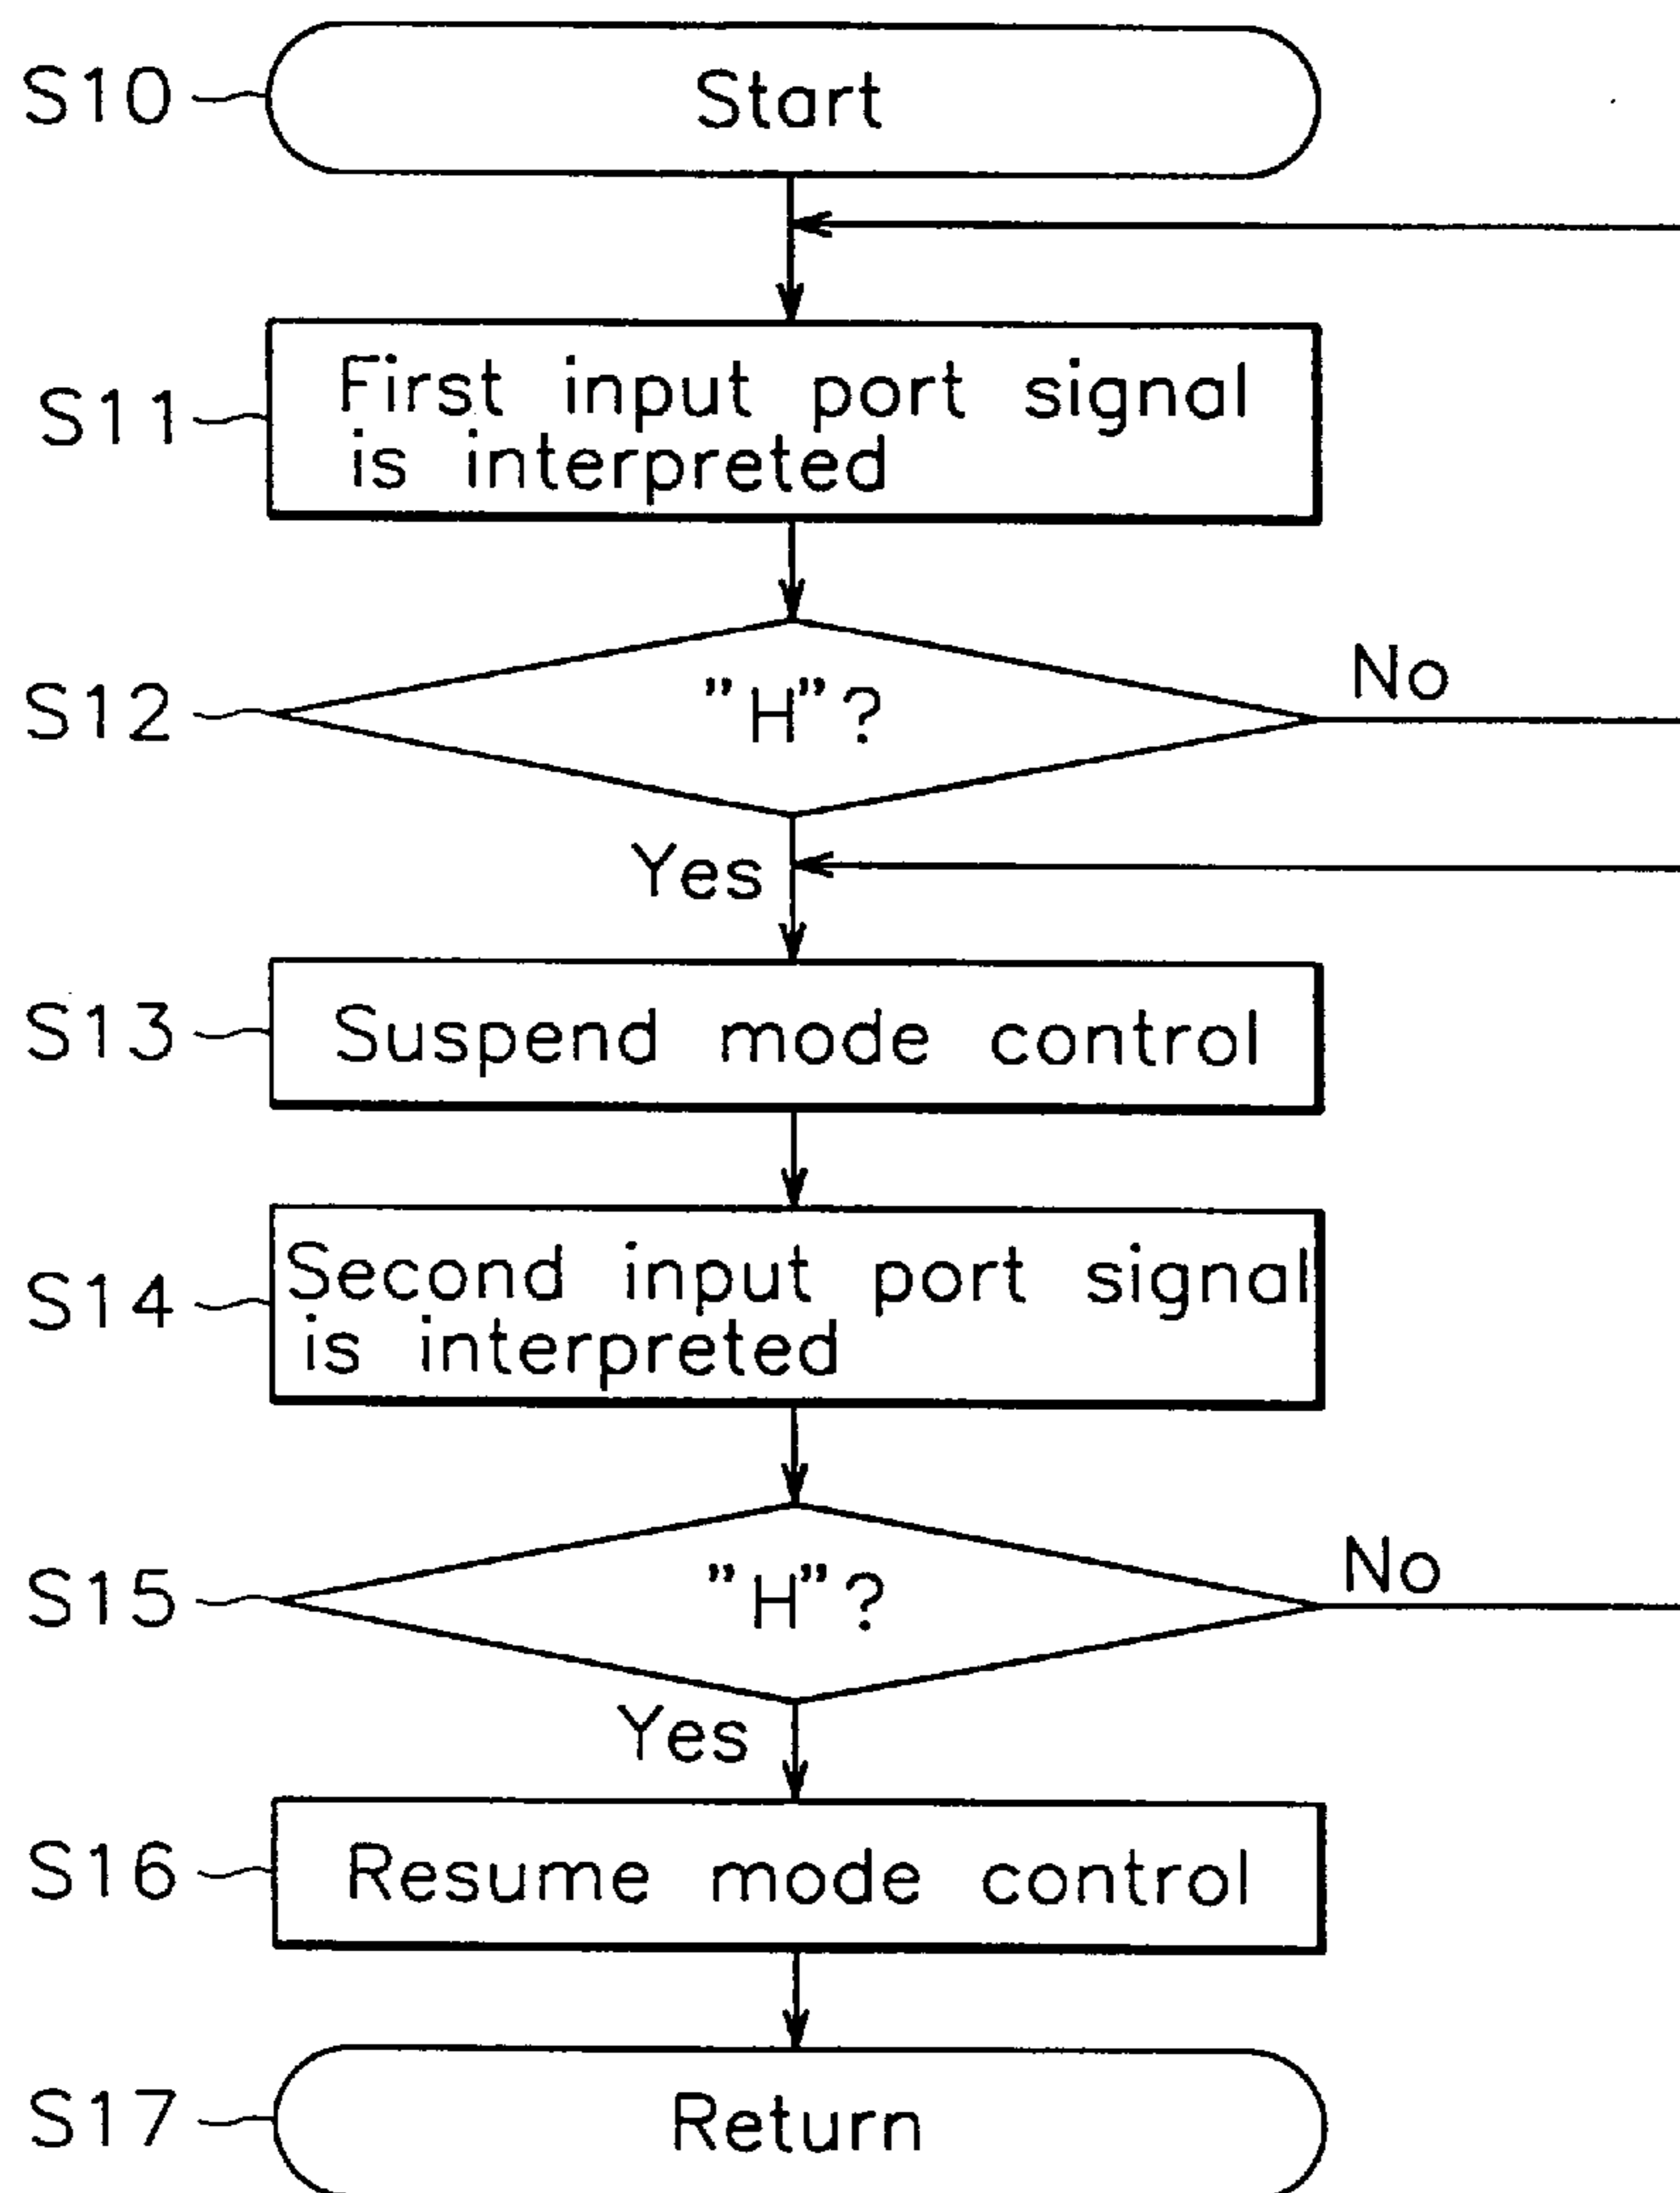 S10
Start
S11
First input port signal
is interpreted
S12
"H"?
No
Yes
S13
Suspend mode control
S14
Second input port signal
is interpreted
S15
"H"?
No
Yes
S16
Resume mode control
S17
Return